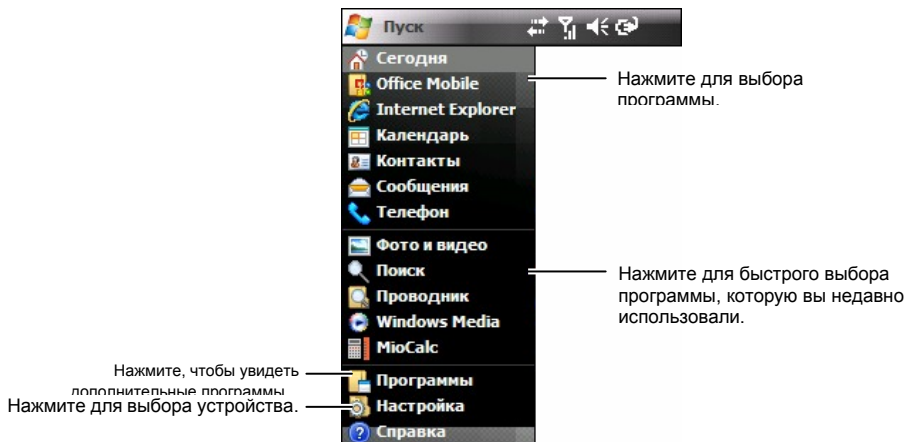 Пуск
Сегодня
Office Mobile
Internet Explorer
Календарь
Контакты
Сообщения
Телефон
Фото и видео
Поиск
Проводник
Windows Media
MioCalc
Программы
Настройка
Справка
Нажмите для выбора
программы.
Нажмите для быстрого выбора
программы, которую вы недавно
использовали.
Нажмите, чтобы увидеть
дополнительные программы
Нажмите для выбора устройства.